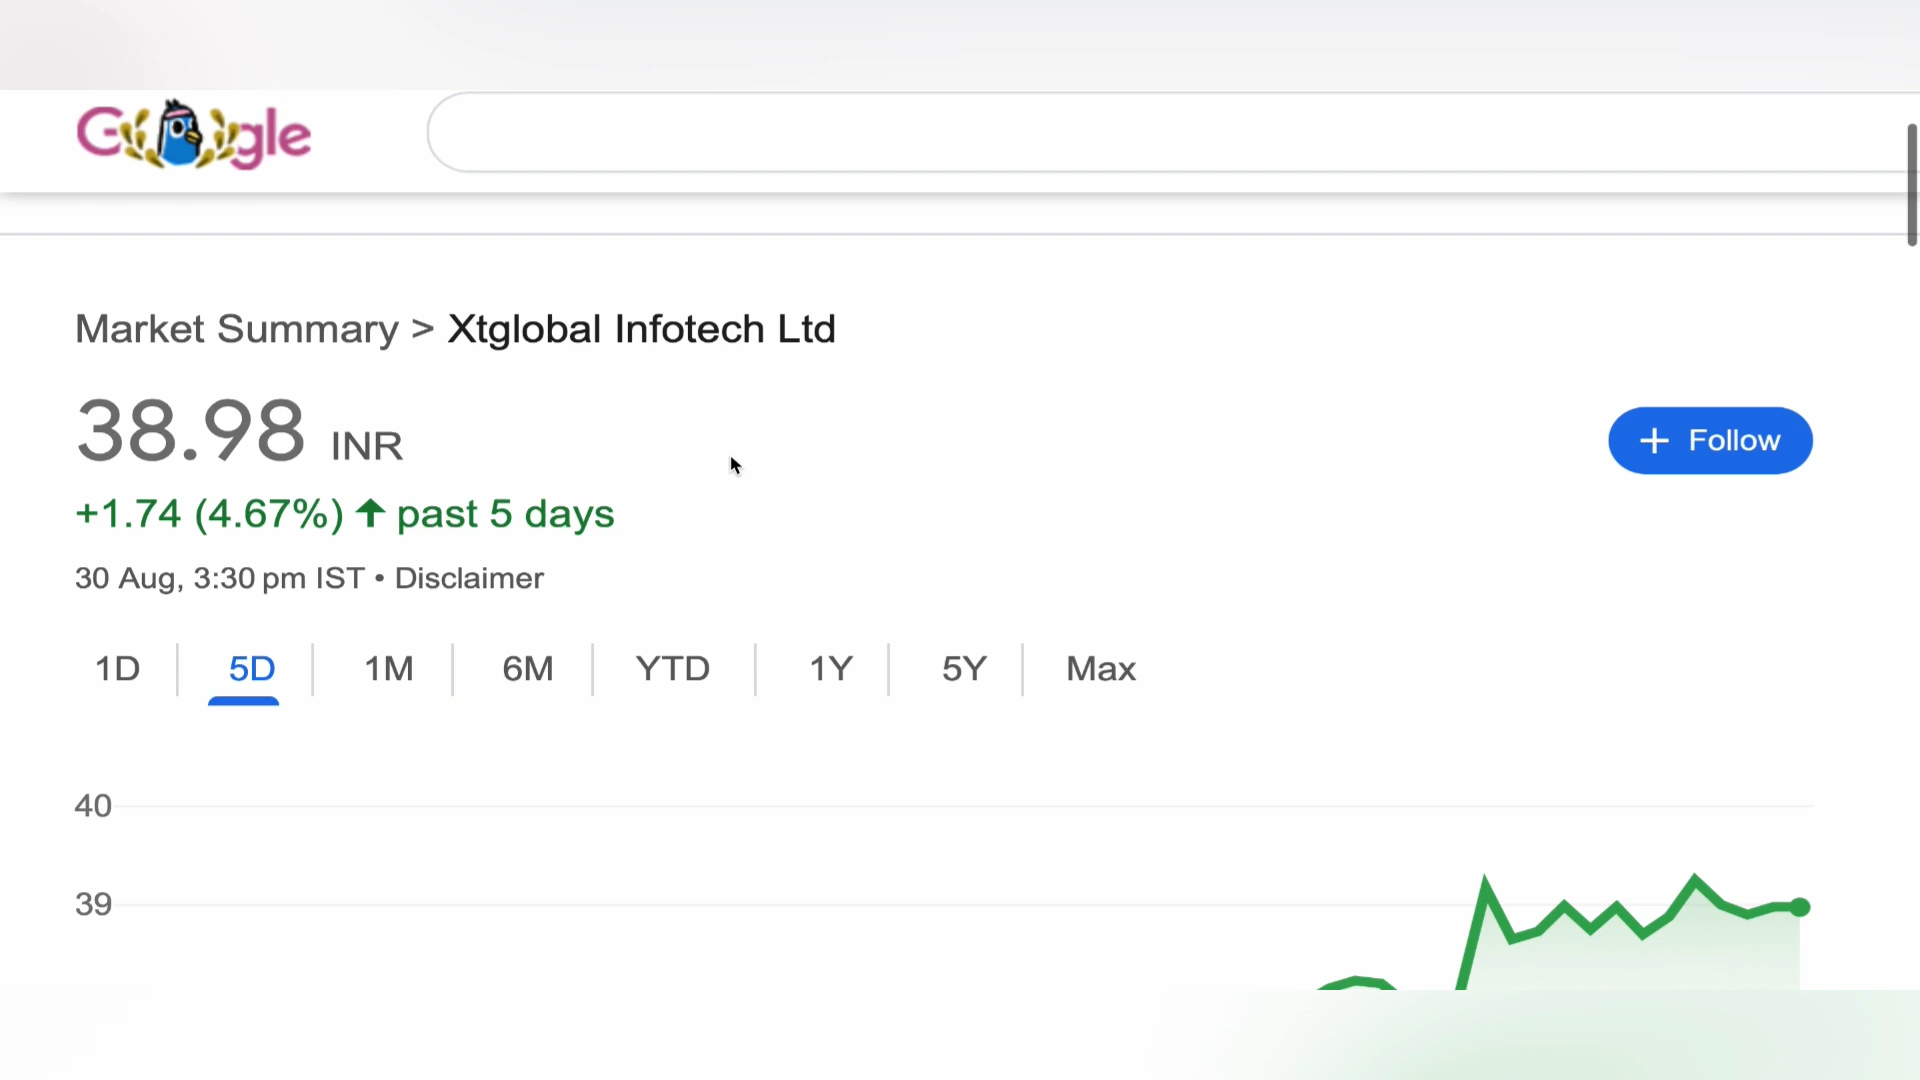 Google
Market Summary > Xtglobal Infotech Ltd
38.98 INR
+ Follow
+1.74 (4.67%) ↑ past 5 days
30 Aug, 3:30 pm IST • Disclaimer
1D 5D 1M 6M YTD 1Y 5Y Max
40
39